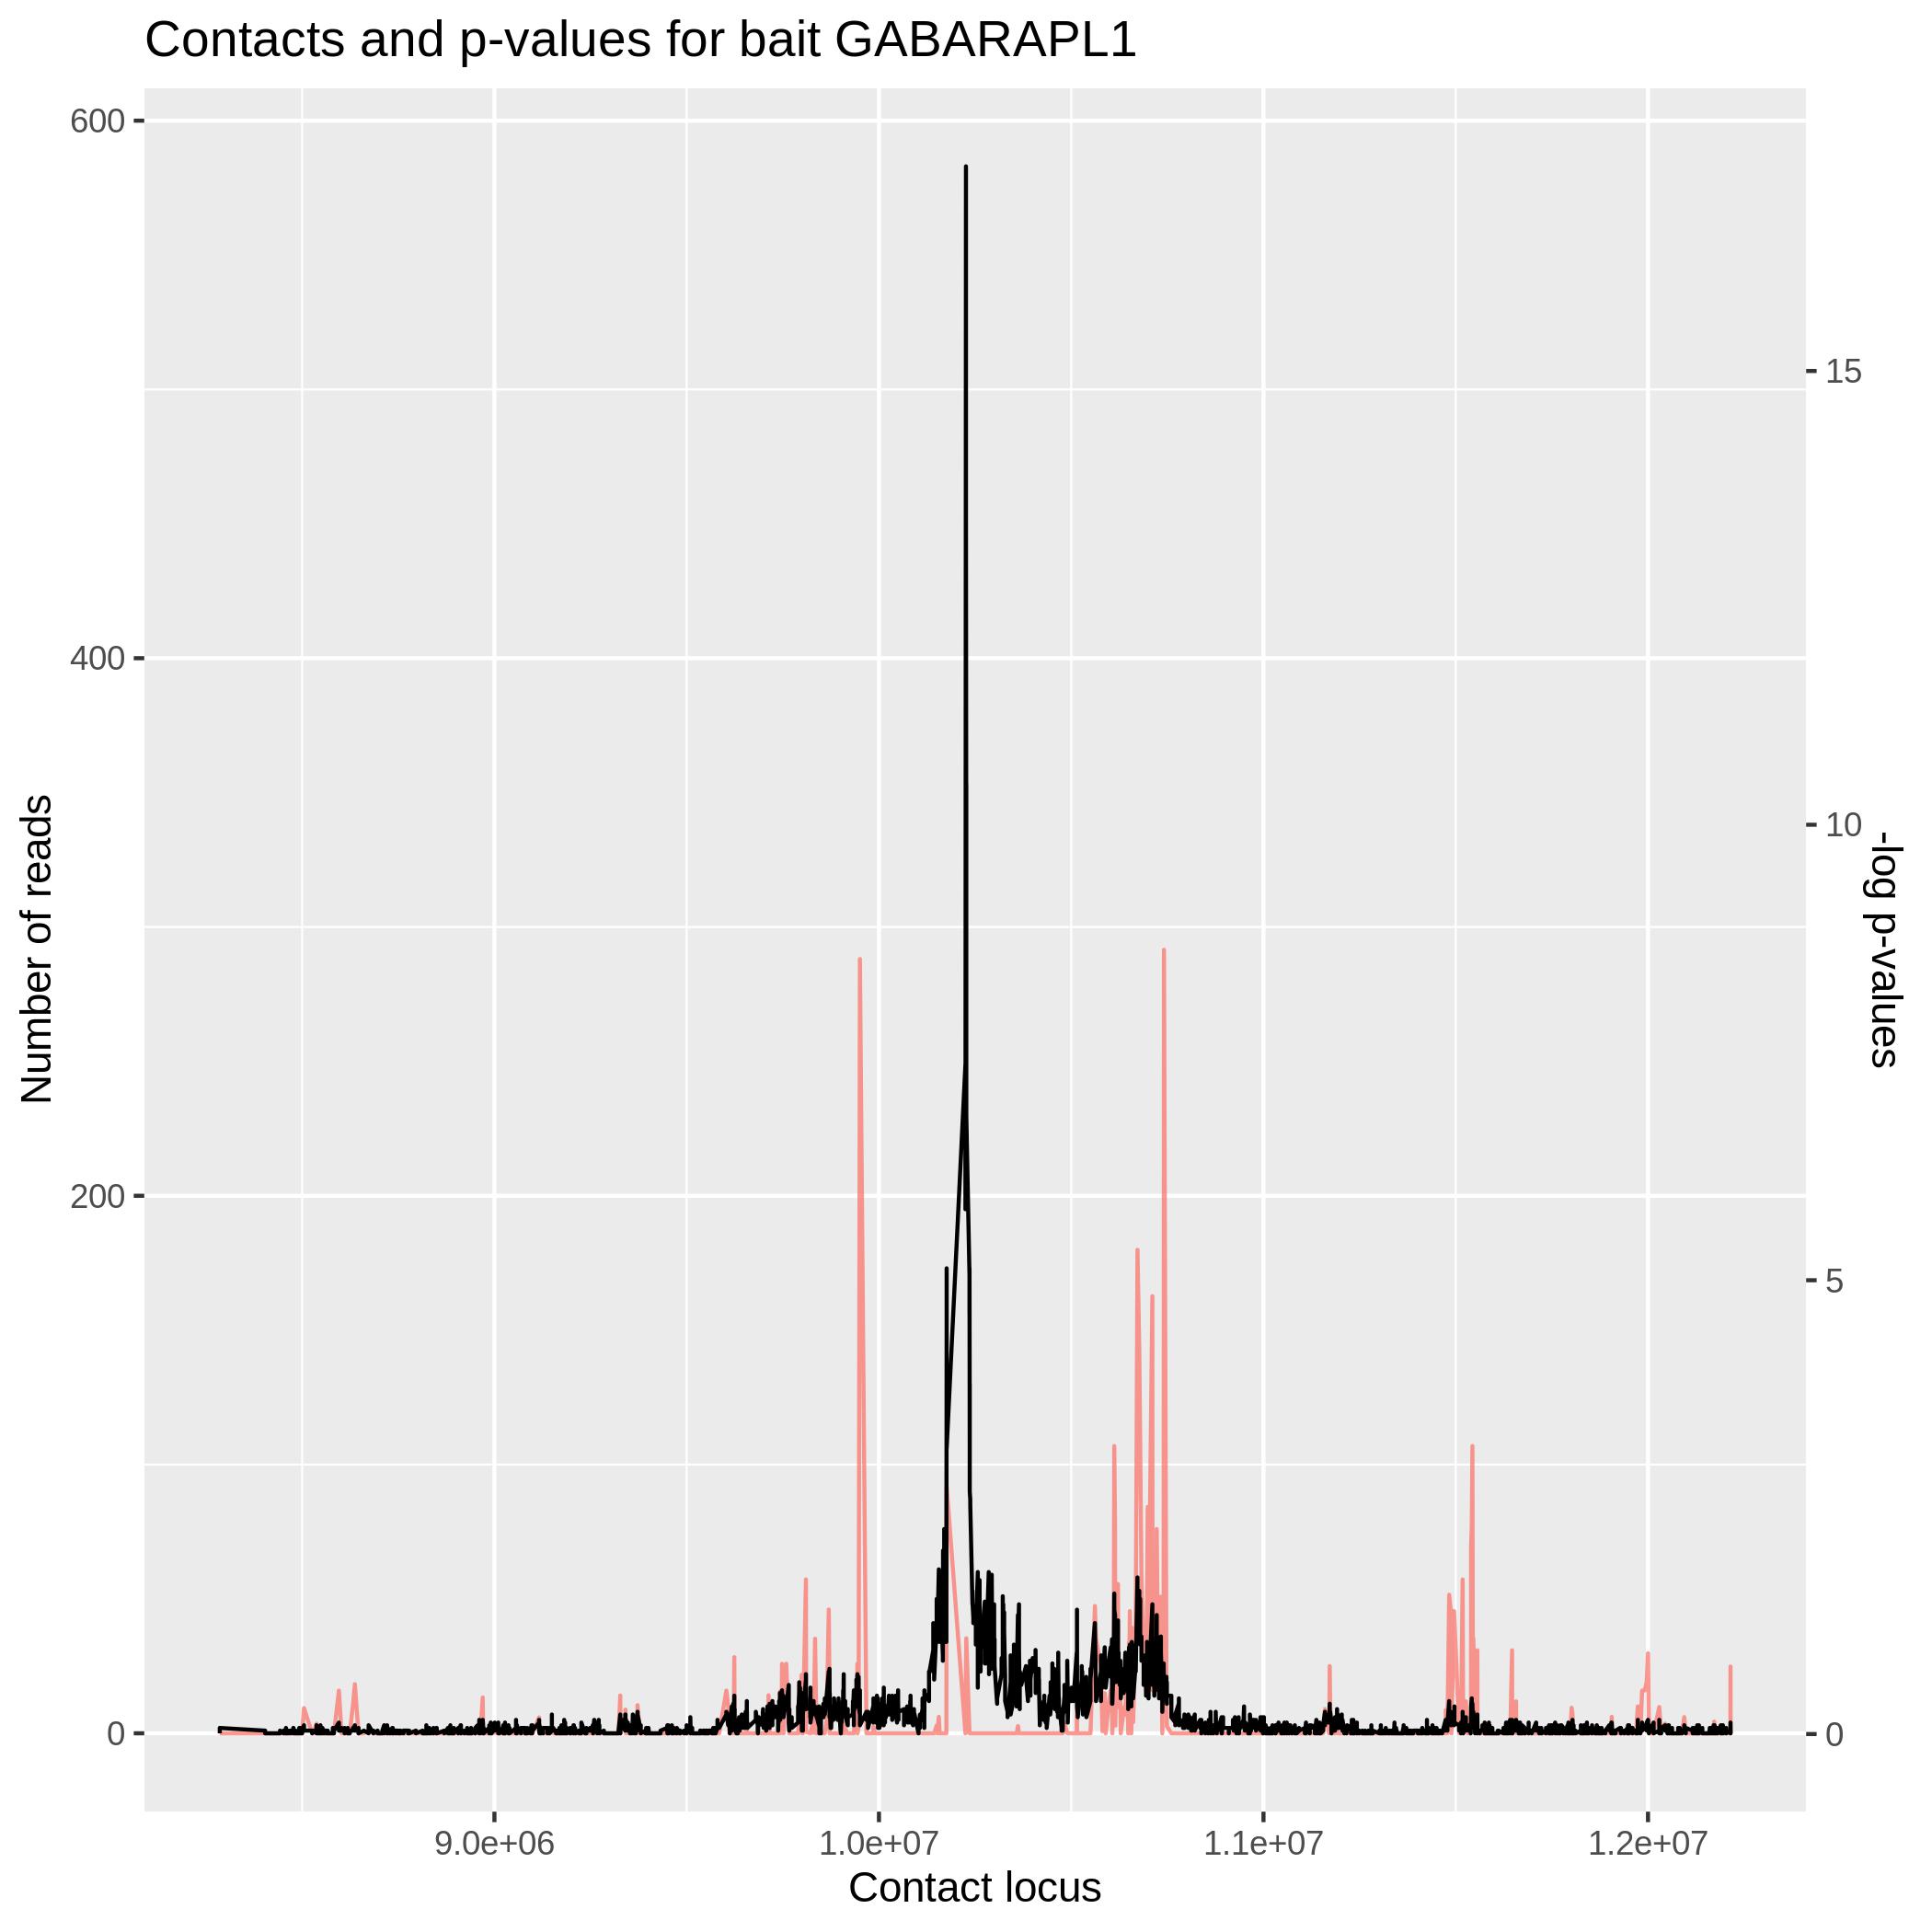 Contacts and p-values for bait GABARAPL1
600
400
200
0
Number of reads
15
10
5
0
-log p-values
9.0e+06
1.0e+07
1.1e+07
1.2e+07
Contact locus